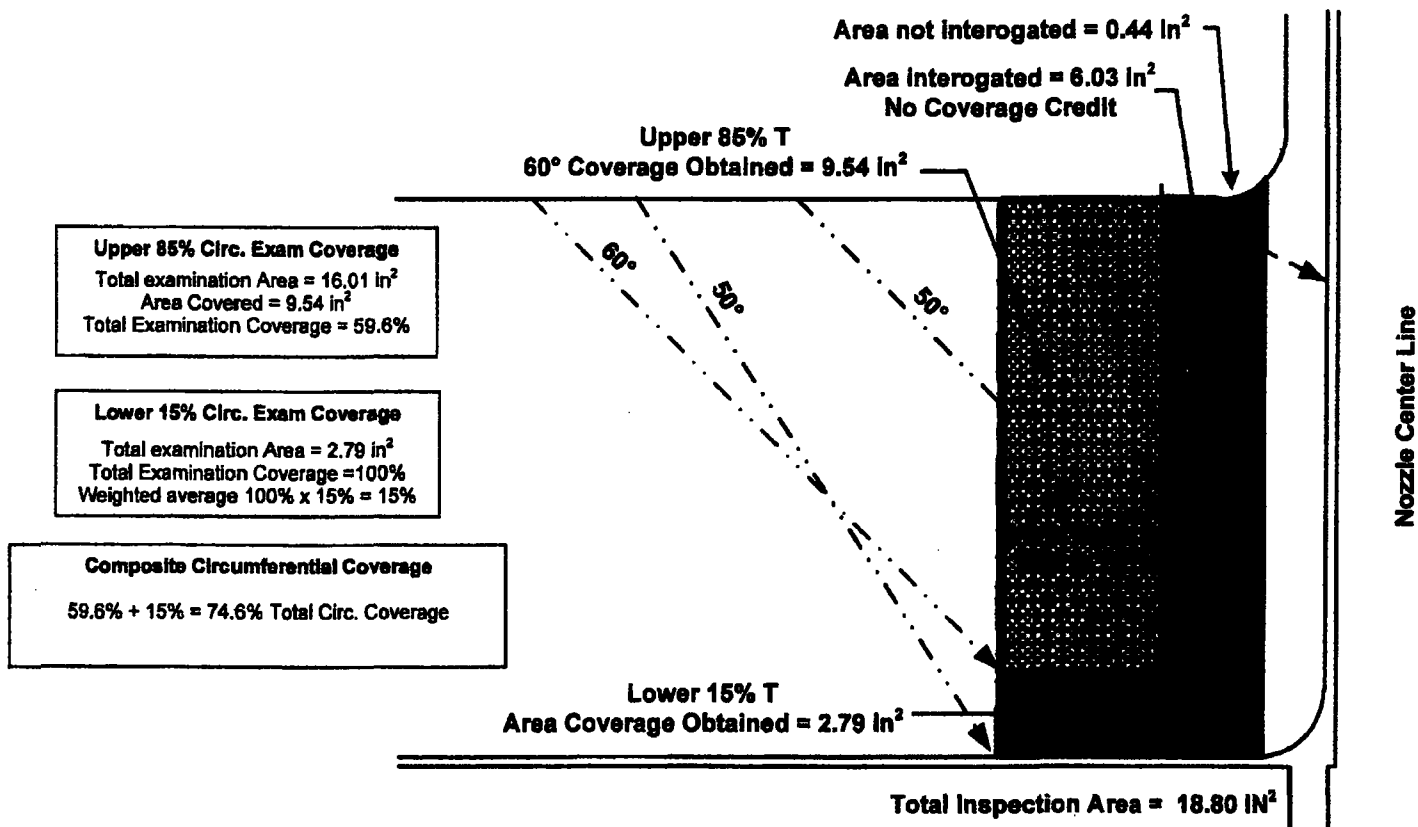 Area not interogated = 0.44 in²
Area interogated = 6.03 in²
No Coverage Credit
Upper 85% T
60° Coverage Obtained = 9.54 in²
Upper 85% Circ. Exam Coverage
Total examination Area = 16.01 in²
Area Covered = 9.54 in²
Total Examination Coverage = 59.6%
60°
50°
50°
Lower 15% Circ. Exam Coverage
Total examination Area = 2.79 in²
Total Examination Coverage =100%
Weighted average 100% x 15% = 15%
Composite Circumferential Coverage
59.6% + 15% = 74.6% Total Circ. Coverage
Nozzle Center Line
Lower 15% T
Area Coverage Obtained = 2.79 in²
Total Inspection Area = 18.80 IN²